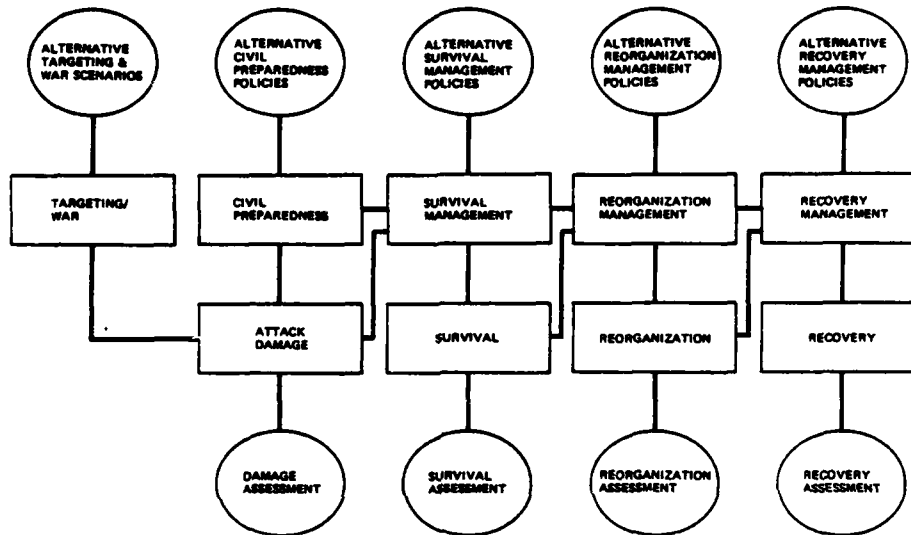 ALTERNATIVE
TARGETING &
WAR SCENARIOS
ALTERNATIVE
CIVIL
PREPAREDNESS
POLICIES
ALTERNATIVE
SURVIVAL
MANAGEMENT
POLICIES
ALTERNATIVE
REORGANIZATION
MANAGEMENT
POLICIES
ALTERNATIVE
RECOVERY
MANAGEMENT
POLICIES
TARGETING/
WAR
CIVIL
PREPAREDNESS
SURVIVAL
MANAGEMENT
REORGANIZATION
MANAGEMENT
RECOVERY
MANAGEMENT
ATTACK
DAMAGE
SURVIVAL
REORGANIZATION
RECOVERY
DAMAGE
ASSESSMENT
SURVIVAL
ASSESSMENT
REORGANIZATION
ASSESSMENT
RECOVERY
ASSESSMENT